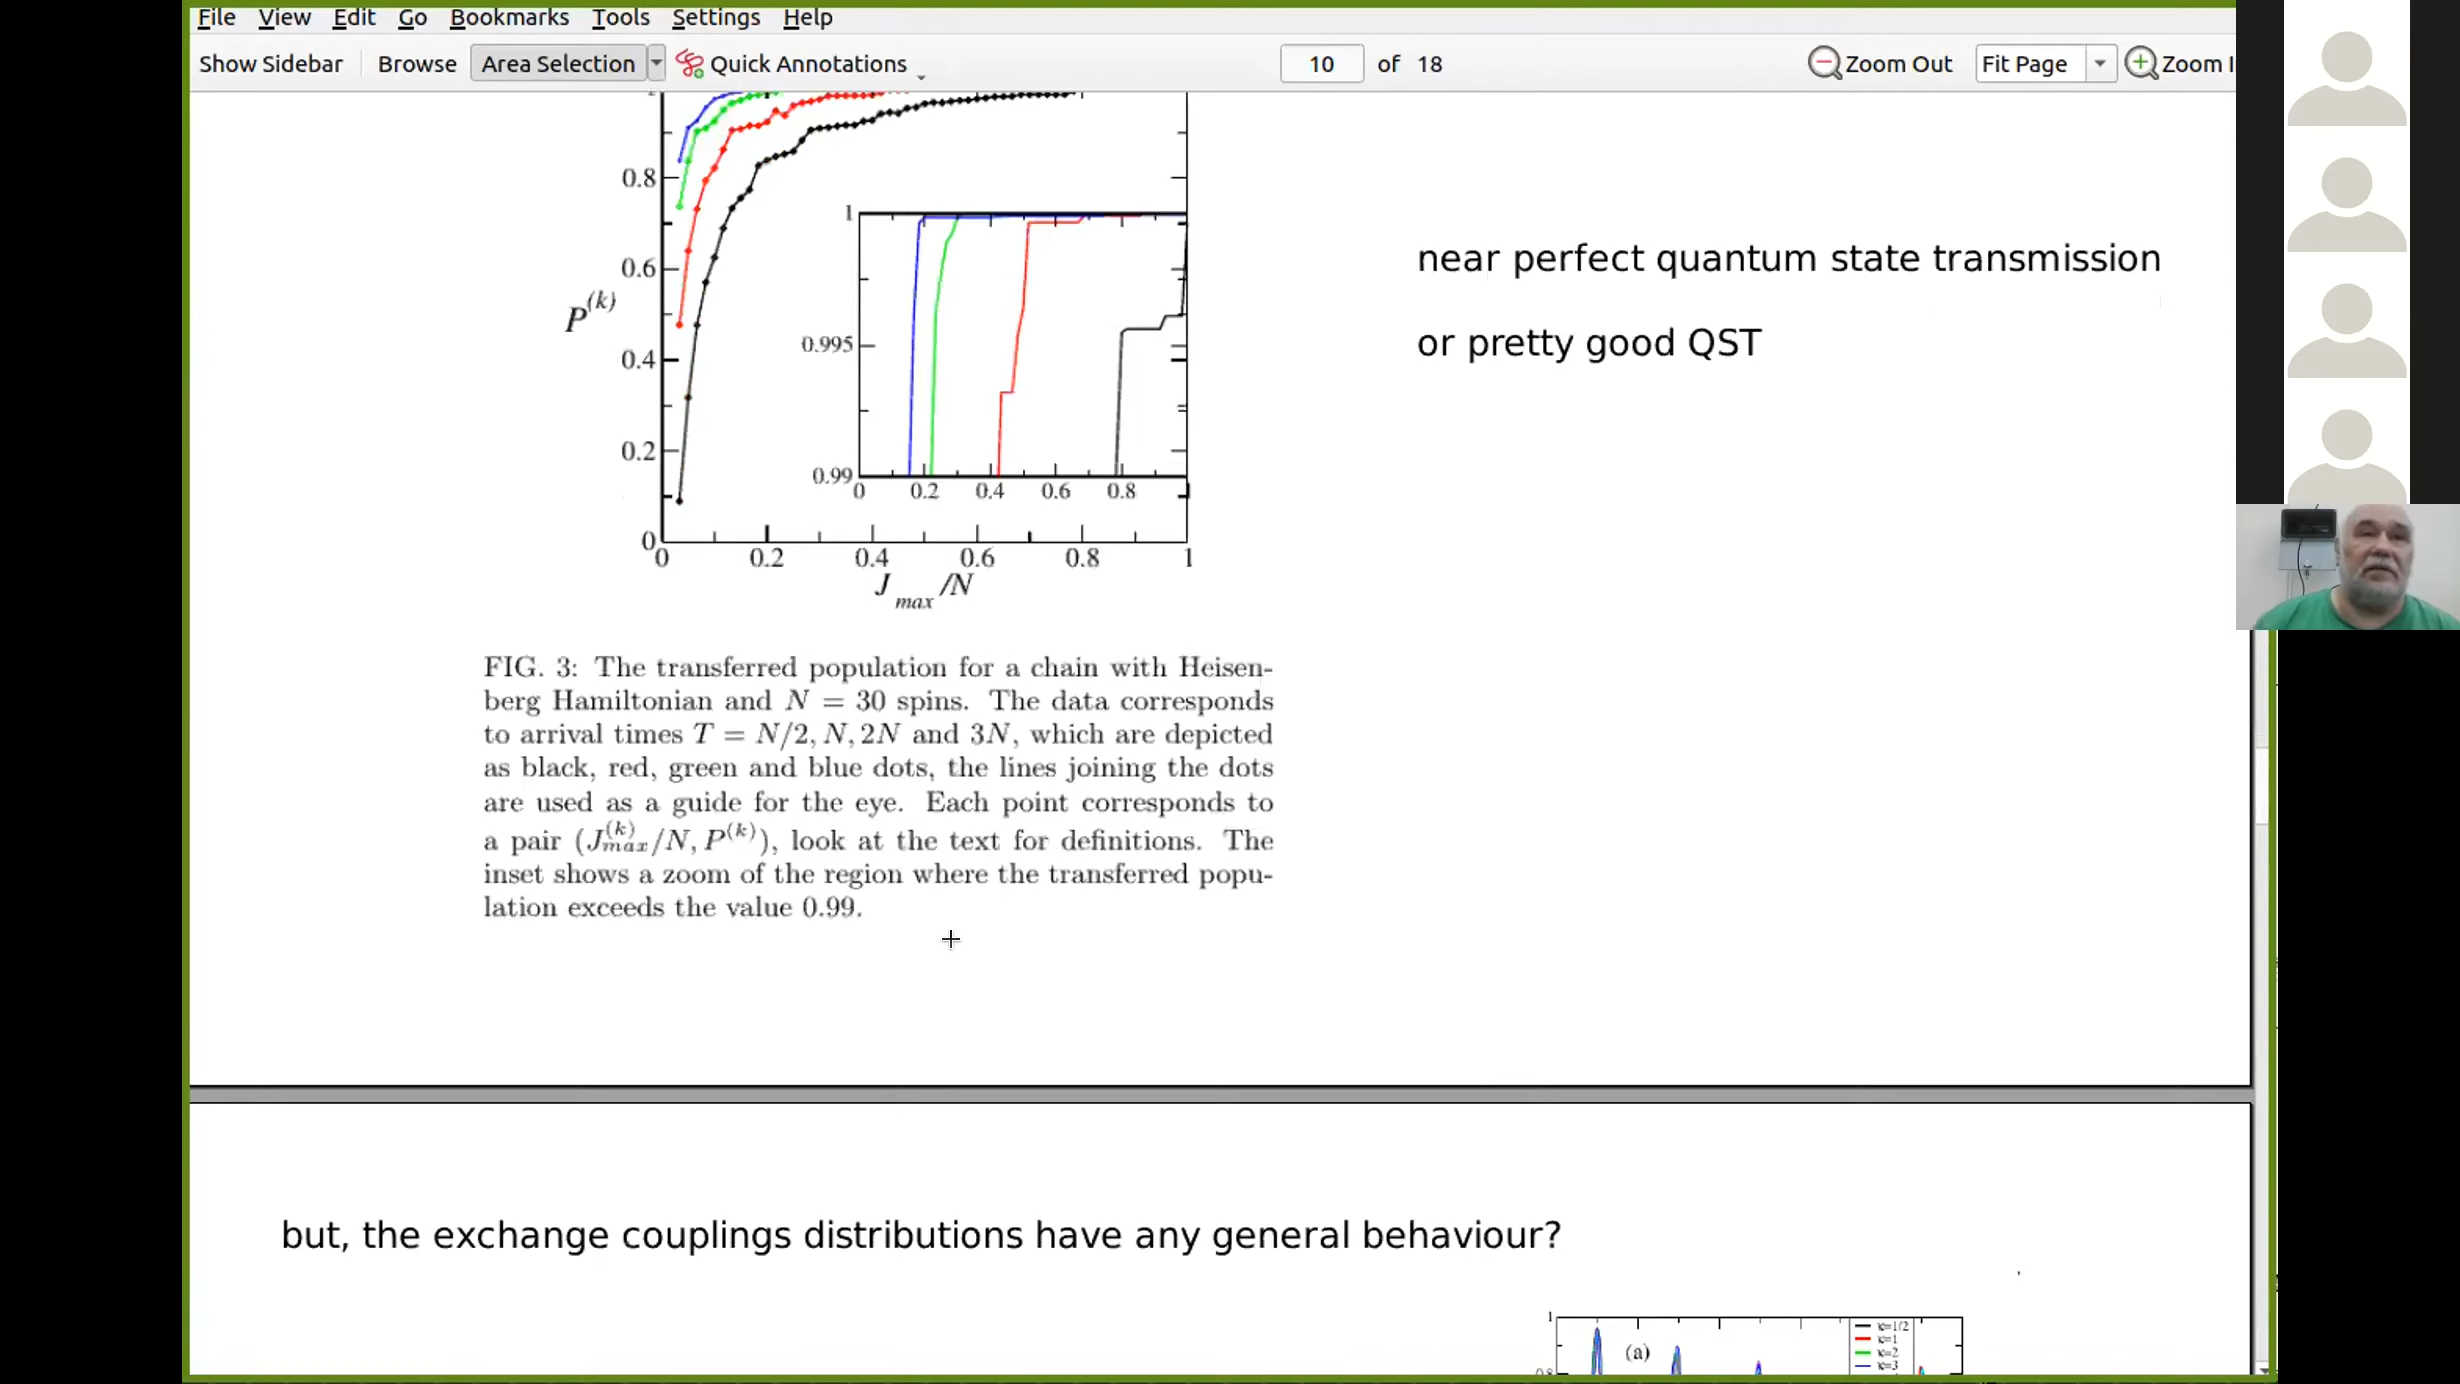 File View Edit Go Bookmarks Tools Settings Help
Show Sidebar Browse Area Selection Quick Annotations 10 of 18 Zoom Out Fit Page Zoom I
0.8
0.6
P(k)
0.4
0.2
0
0 0.2 0.4 0.6 0.8 1
J max /N
1
0.995
0.99
0 0.2 0.4 0.6 0.8
near perfect quantum state transmission
or pretty good QST
FIG. 3: The transferred population for a chain with Heisen-
berg Hamiltonian and N = 30 spins. The data corresponds
to arrival times T = N/2, N, 2N and 3N, which are depicted
as black, red, green and blue dots, the lines joining the dots
are used as a guide for the eye. Each point corresponds to
a pair (J(k)max/N, P(k)), look at the text for definitions. The
inset shows a zoom of the region where the transferred popu-
lation exceeds the value 0.99.
but, the exchange couplings distributions have any general behaviour?
1
(a)
κ=1/2
κ=1
κ=2
κ=3